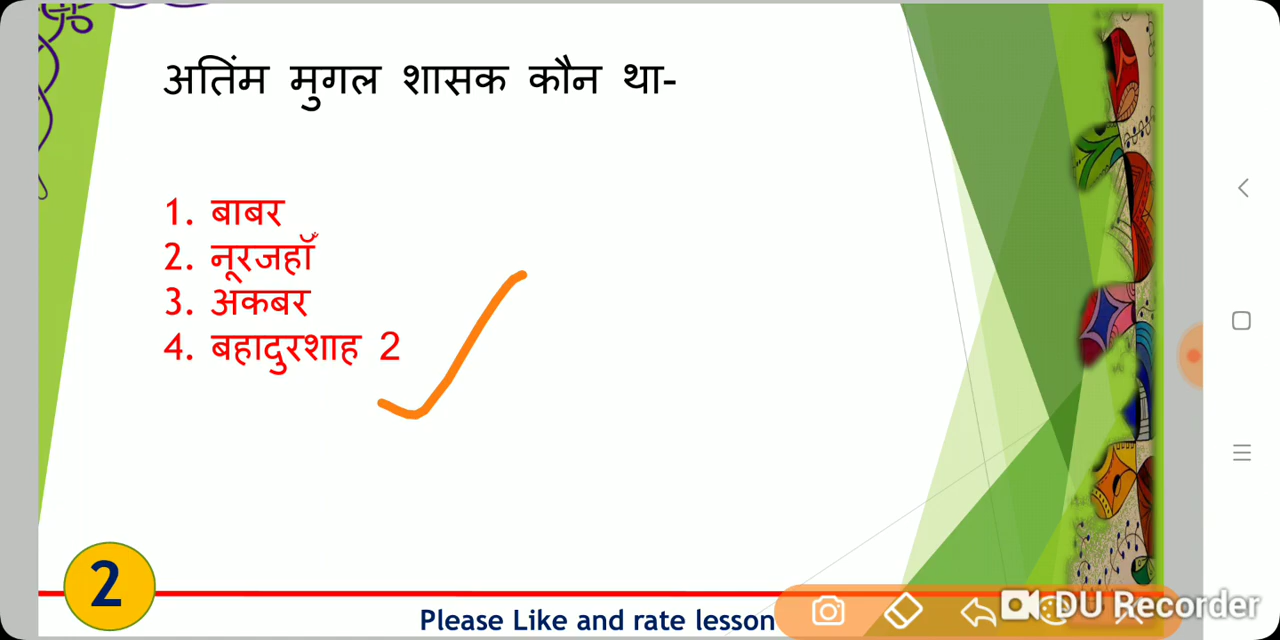 अतिंम मुगल शासक कौन था-
1. बाबर
2. नूरजहाँ
3. अकबर
4. बहादुरशाह 2
2
Please Like and rate lesson
DU Recorder